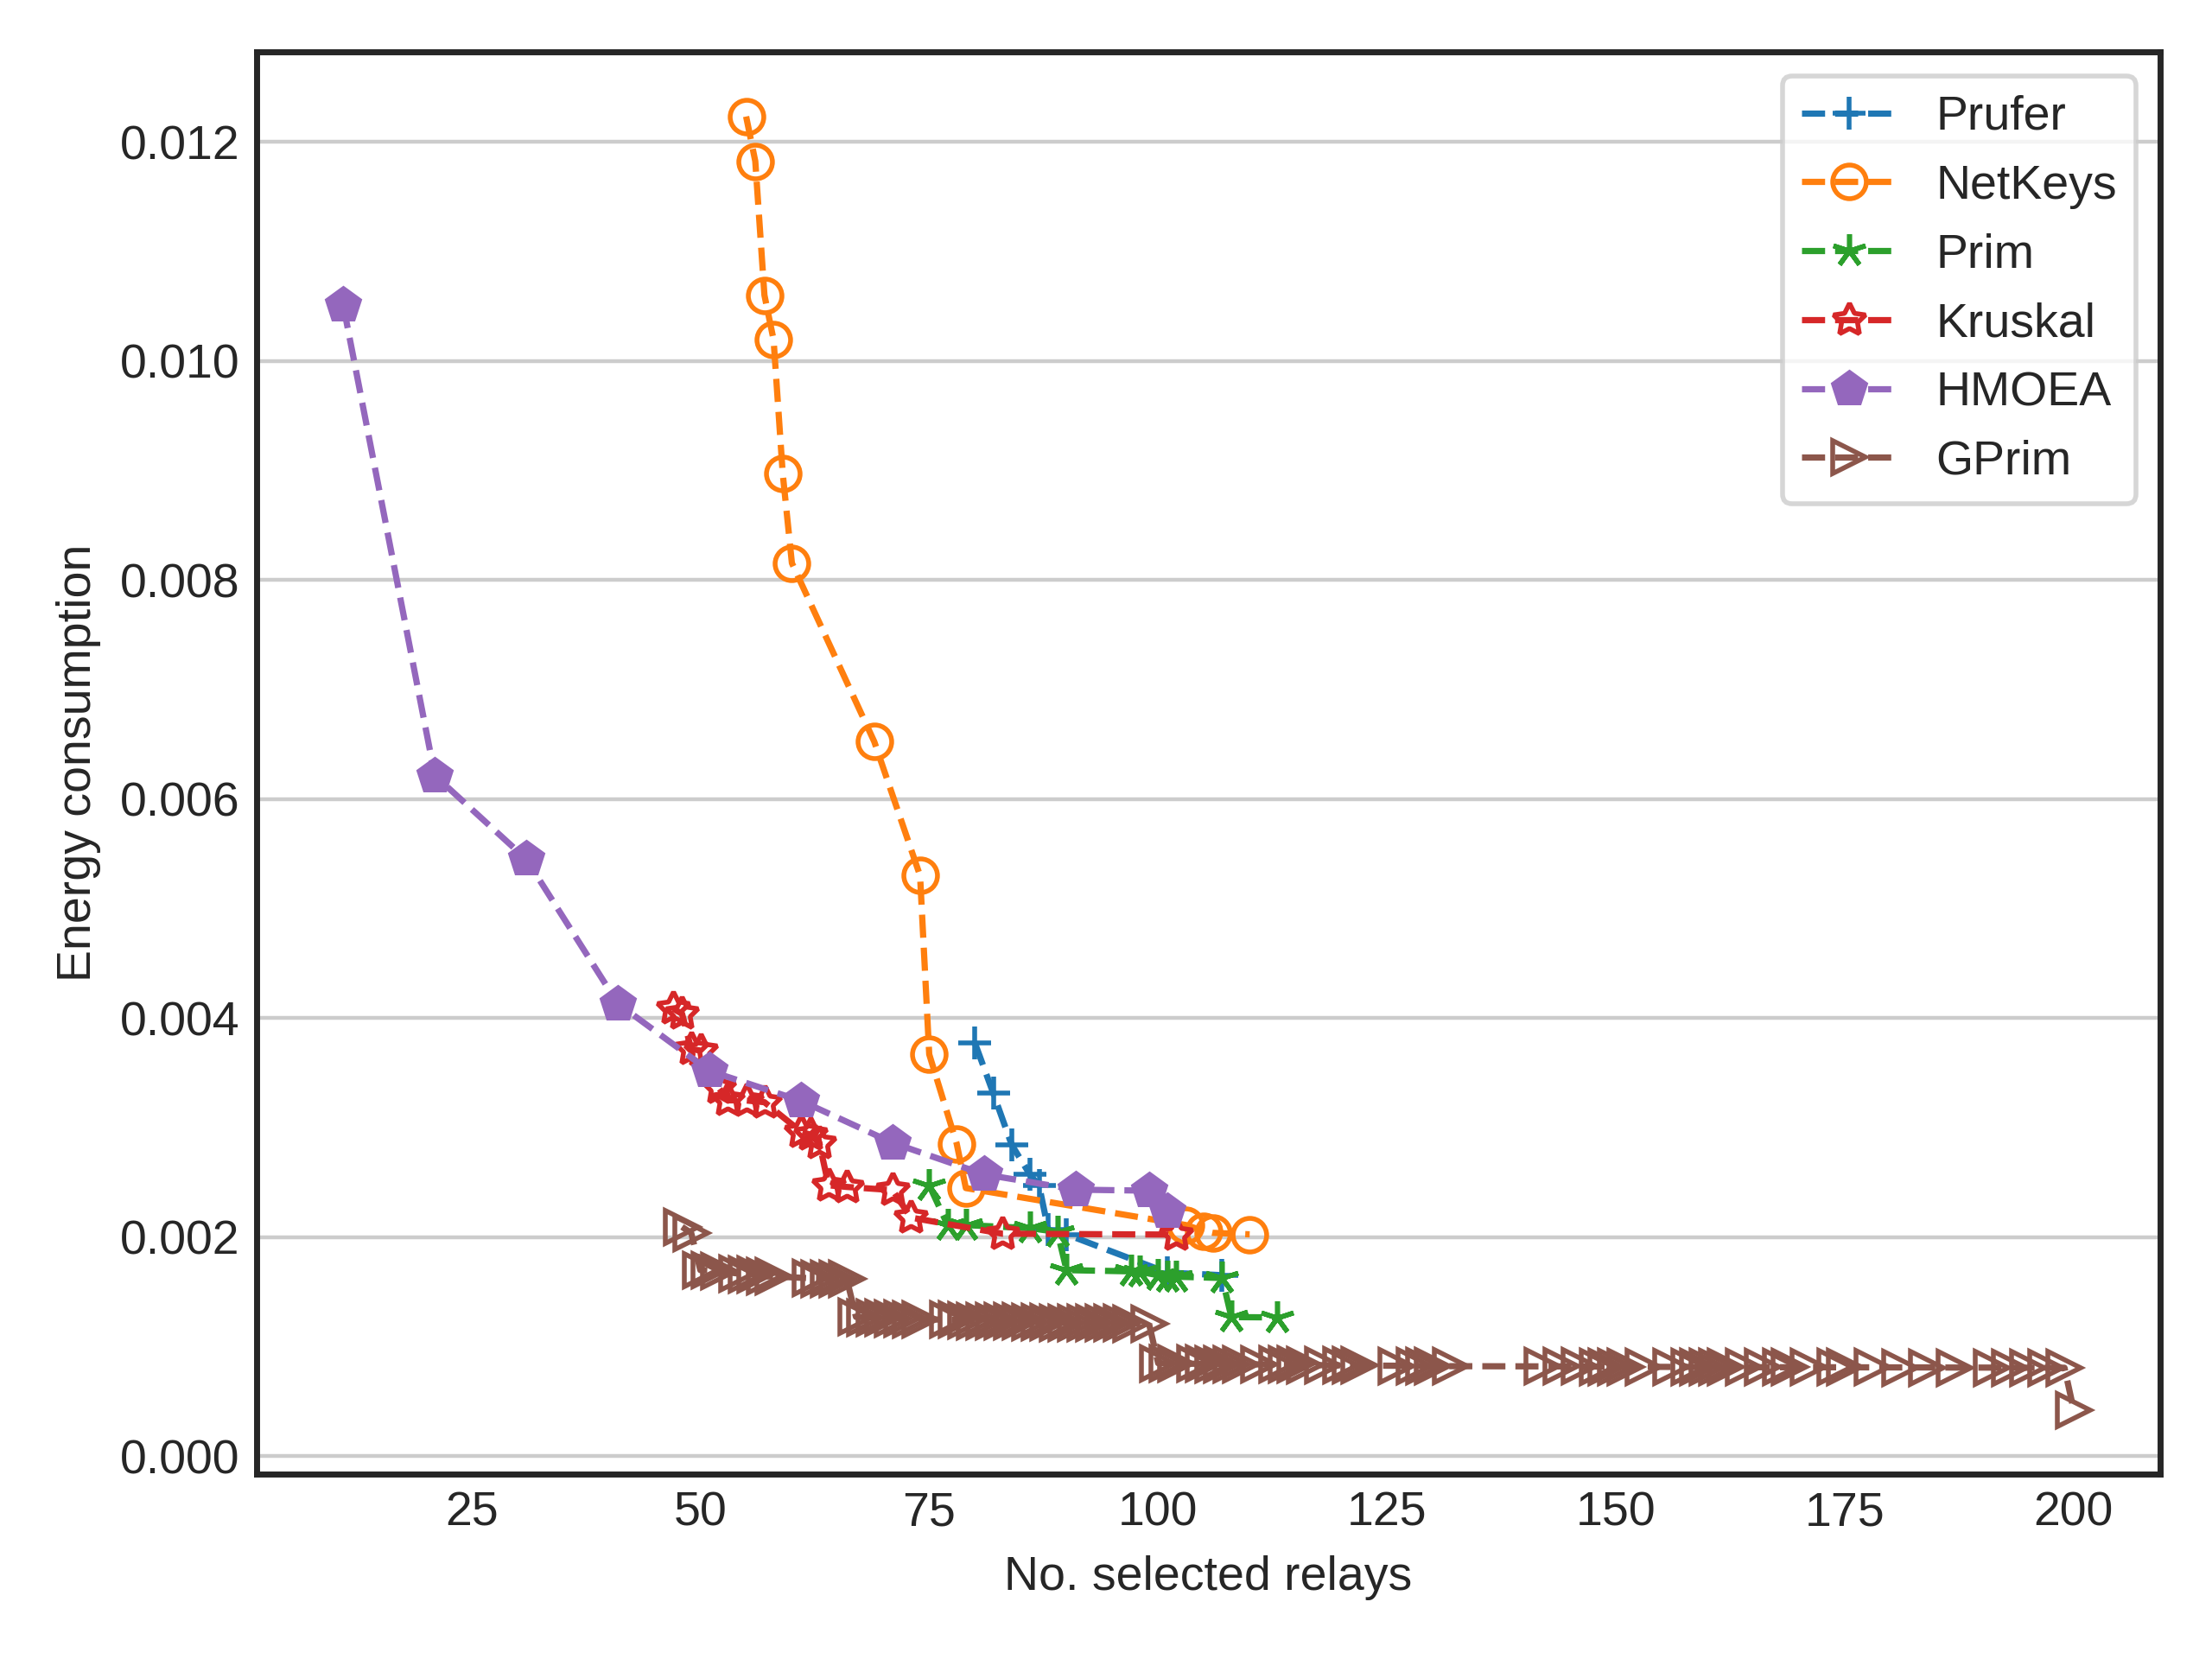 Prufer
NetKeys
Prim
Kruskal
HMOEA
GPrim
0.012
0.010
0.008
0.006
0.004
0.002
0.000
Energy consumption
25 50 75 100 125 150 175 200
No. selected relays